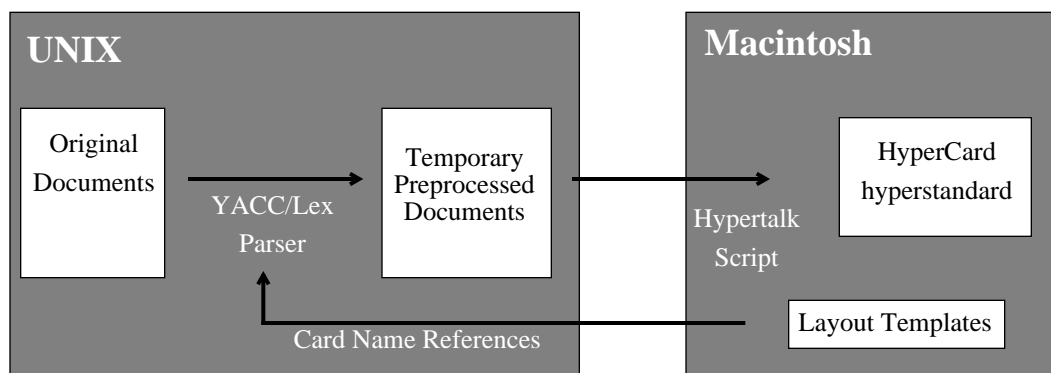 UNIX
Original
Documents
YACC/Lex
Parser
Temporary
Preprocessed
Documents
Card Name References
Macintosh
Hypertalk
Script
HyperCard
hyperstandard
Layout Templates